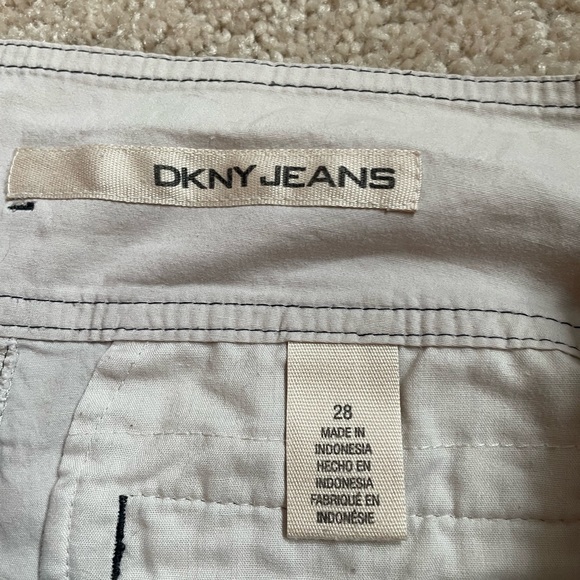 DKNY JEANS
28
MADE IN
INDONESIA
HECHO EN
INDONESIA
FABRIQUÉ EN
INDONÉSIE